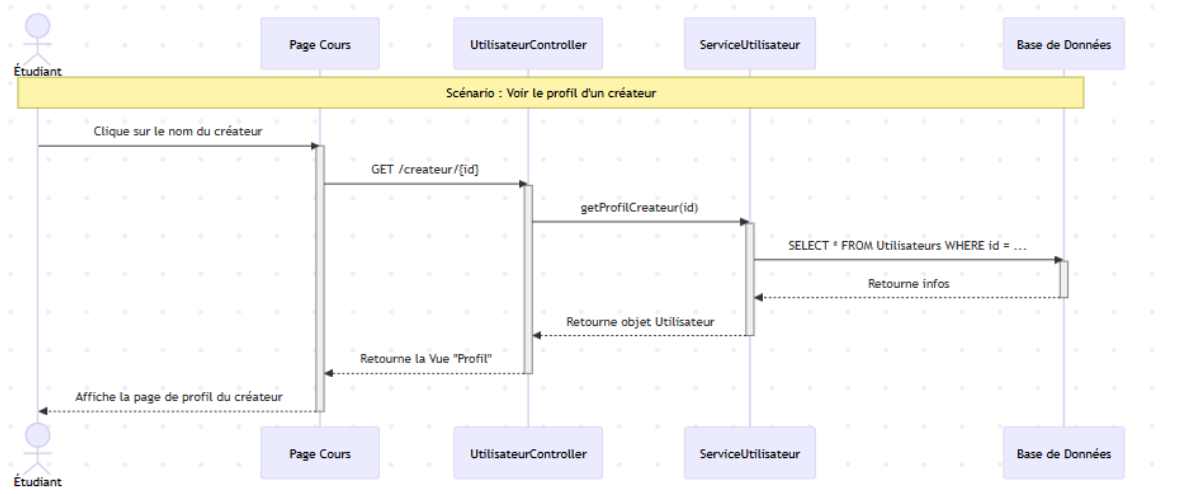 Étudiant
Page Cours
UtilisateurController
ServiceUtilisateur
Base de Données
Scénario : Voir le profil d'un créateur
Clique sur le nom du créateur
GET /createur/{id}
getProfilCreateur(id)
SELECT * FROM Utilisateurs WHERE id = ...
Retourne infos
Retourne objet Utilisateur
Retourne la Vue "Profil"
Affiche la page de profil du créateur
Étudiant
Page Cours
UtilisateurController
ServiceUtilisateur
Base de Données